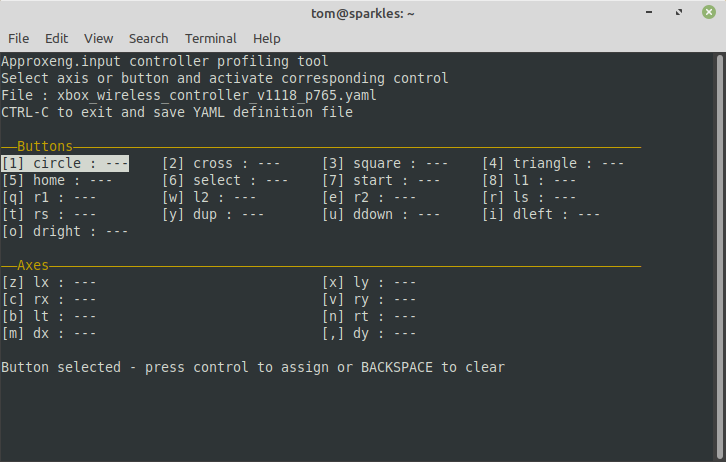 tom@sparkles: ~
File Edit View Search Terminal Help
Approxeng.input controller profiling tool
Select axis or button and activate corresponding control
File : xbox_wireless_controller_v1118_p765.yaml
CTRL-C to exit and save YAML definition file
Buttons
[1] circle : --- [2] cross : --- [3] square : --- [4] triangle : ---
[5] home : --- [6] select : --- [7] start : --- [8] l1 : ---
[q] r1 : --- [w] l2 : --- [e] r2 : --- [r] ls : ---
[t] rs : --- [y] dup : --- [u] ddown : --- [i] dleft : ---
[o] dright : ---
Axes
[z] lx : --- [x] ly : ---
[c] rx : --- [v] ry : ---
[b] lt : --- [n] rt : ---
[m] dx : --- [,] dy : ---
Button selected - press control to assign or BACKSPACE to clear